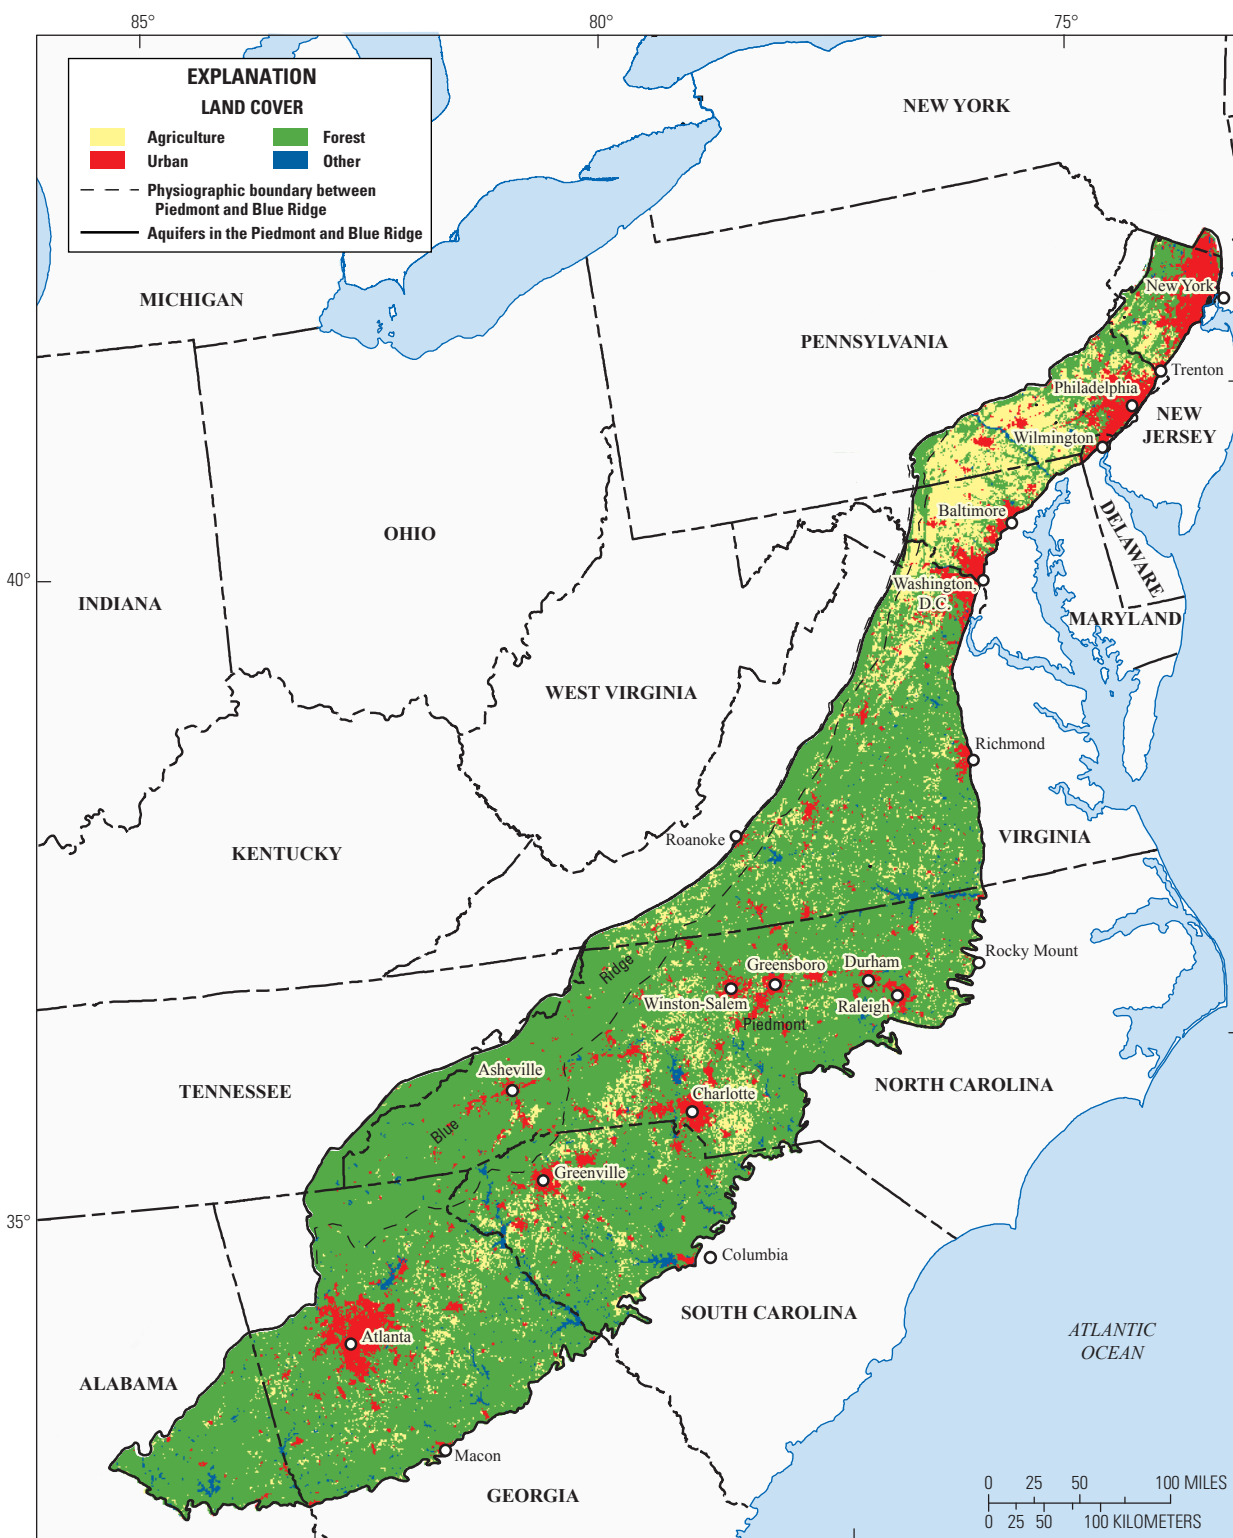 85°
80°
75°
EXPLANATION
LAND COVER
Agriculture
Forest
Urban
Other
Physiographic boundary between
Piedmont and Blue Ridge
Aquifers in the Piedmont and Blue Ridge
NEW YORK
MICHIGAN
New York
PENNSYLVANIA
Trenton
Philadelphia
NEW
JERSEY
Wilmington
Baltimore
OHIO
DELAWARE
40°
Washington,
D.C.
INDIANA
MARYLAND
WEST VIRGINIA
Richmond
Roanoke
VIRGINIA
KENTUCKY
Rocky Mount
Ridge
Greensboro
Durham
Winston-Salem
Raleigh
Piedmont
Asheville
TENNESSEE
NORTH CAROLINA
Charlotte
Blue
Greenville
35°
Columbia
SOUTH CAROLINA
Atlanta
ATLANTIC
OCEAN
ALABAMA
Macon
GEORGIA
0 25 50 100 MILES
0 25 50 100 KILOMETERS